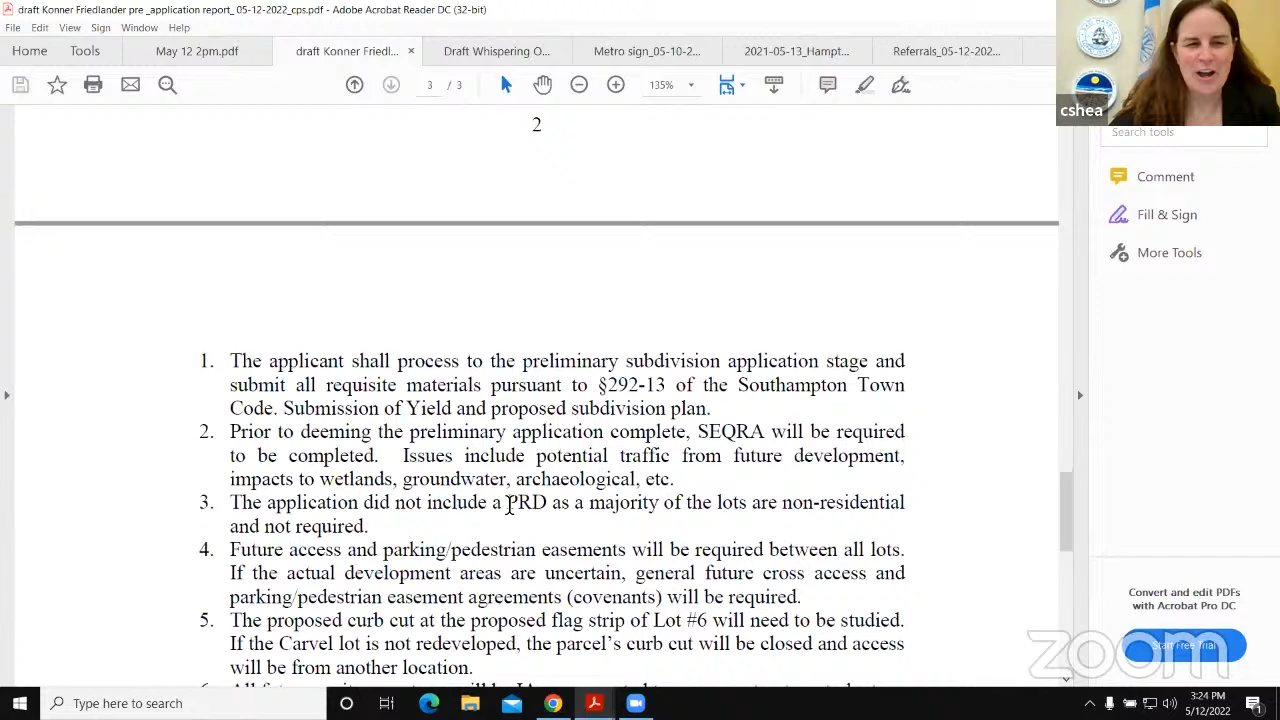 draft Konner Friedlander pre _application report_ 05-12-2022_cps.pdf - Adobe Acrobat Reader DC (32-bit)
File Edit View Sign Window Help
Home Tools May 12 2pm.pdf draft Konner Friedl... × Draft Whispering O... Metro sign_05-10-2... 2021-05-13_Hampt... Referrals_05-12-202...
3 / 3 135%
cshea
Search tools
Comment
Fill & Sign
More Tools
2
1. The applicant shall process to the preliminary subdivision application stage and
submit all requisite materials pursuant to §292-13 of the Southampton Town
Code. Submission of Yield and proposed subdivision plan.
2. Prior to deeming the preliminary application complete, SEQRA will be required
to be completed. Issues include potential traffic from future development,
impacts to wetlands, groundwater, archaeological, etc.
3. The application did not include a PRD as a majority of the lots are non-residential
and not required.
4. Future access and parking/pedestrian easements will be required between all lots.
If the actual development areas are uncertain, general future cross access and
parking/pedestrian easement agreements (covenants) will be required.
5. The proposed curb cut at the proposed flag strip of Lot #6 will need to be studied.
If the Carvel lot is not redeveloped, the parcel's curb cut will be closed and access
will be from another location.
Convert and edit PDFs
with Acrobat Pro DC
Start Free Trial
zoom
Type here to search
3:24 PM
5/12/2022
1